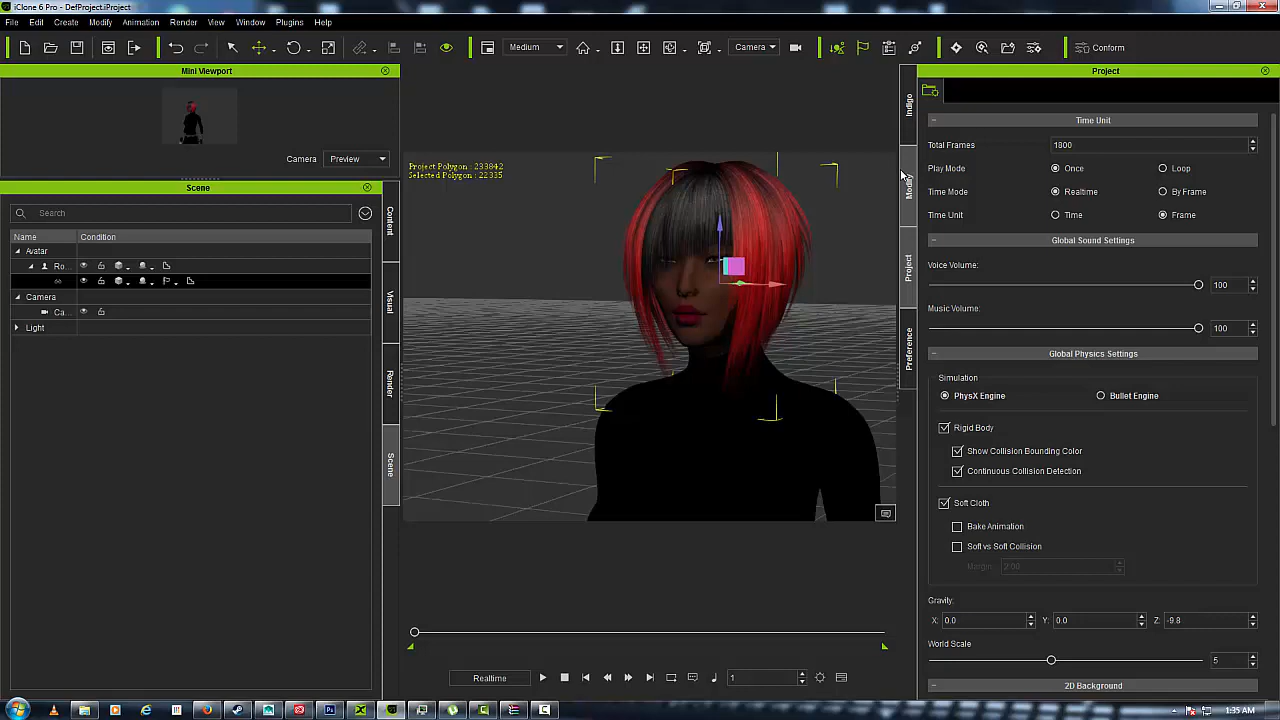 iClone 6 Pro - DefProject.iProject
File Edit Create Modify Animation Render View Window Plugins Help
Medium Camera Conform
Mini Viewport
Camera Preview
Scene
Search
Name Condition
Avatar
Ro...
Camera
Ca...
Light
Content
Visual
Render
Scene
Project Polygon : 233842
Selected Polygon : 22335
Realtime 1
Indigo
Modify
Project
Preference
Project
Time Unit
Total Frames 1800
Play Mode Once Loop
Time Mode Realtime By Frame
Time Unit Time Frame
Global Sound Settings
Voice Volume:
100
Music Volume:
100
Global Physics Settings
Simulation
PhysX Engine Bullet Engine
Rigid Body
Show Collision Bounding Color
Continuous Collision Detection
Soft Cloth
Bake Animation
Soft vs Soft Collision
Margin: 2.00
Gravity:
X: 0.0 Y: 0.0 Z: -9.8
World Scale
5
2D Background
1:35 AM